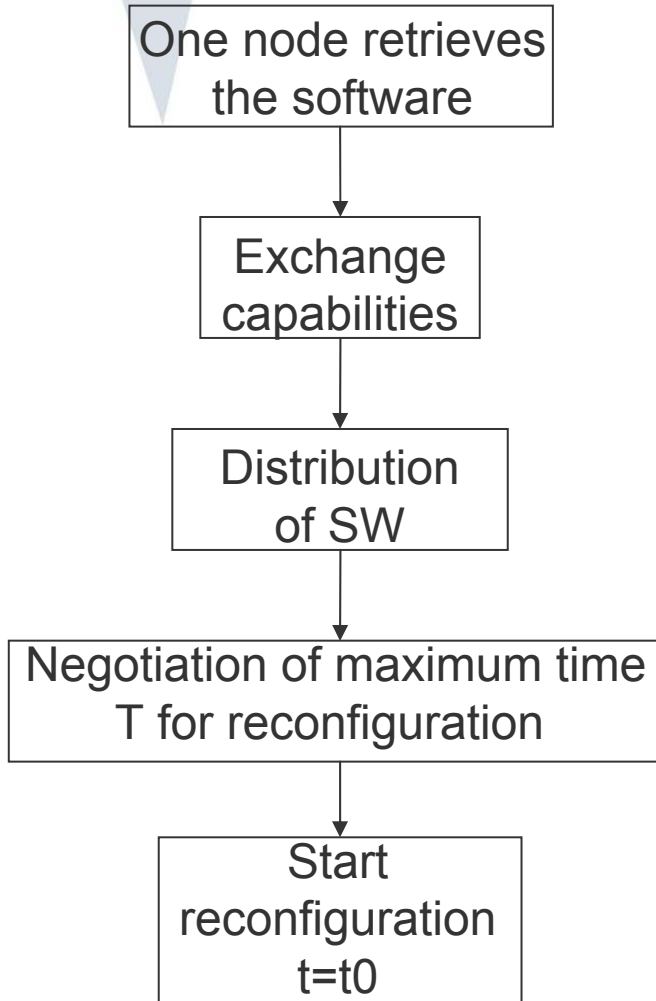 One node retrieves
the software
Exchange
capabilities
Distribution
of SW
Negotiation of maximum time
T for reconfiguration
Start
reconfiguration
t=t0